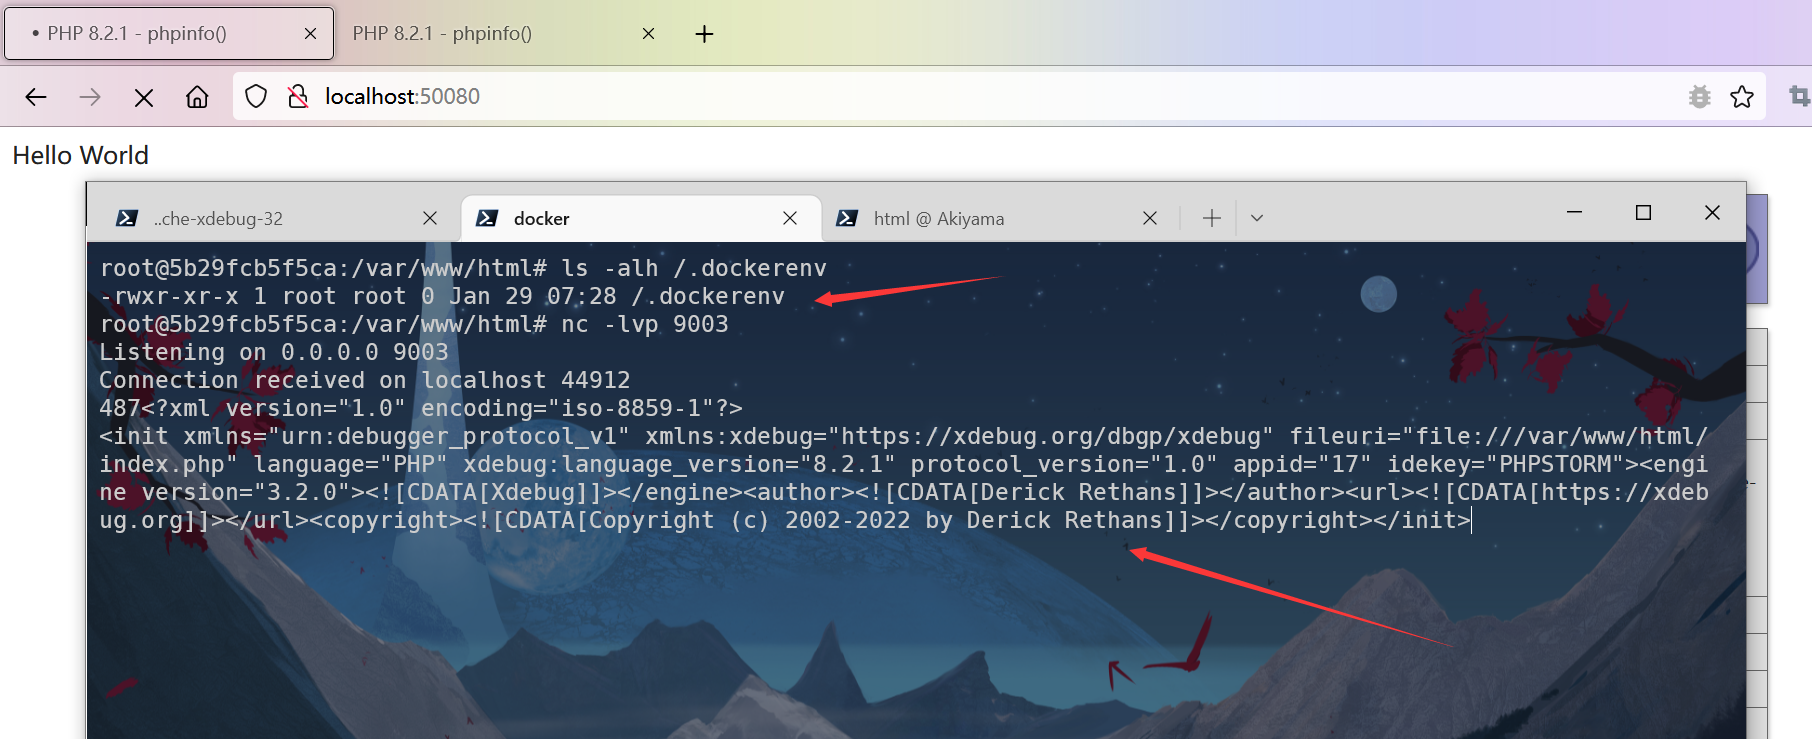 PHP 8.2.1 - phpinfo()
PHP 8.2.1 - phpinfo()
localhost:50080
Hello World
..che-xdebug-32
docker
html @ Akiyama
root@5b29fcb5f5ca:/var/www/html# ls -alh /.dockerenv
-rwxr-xr-x 1 root root 0 Jan 29 07:28 /.dockerenv
root@5b29fcb5f5ca:/var/www/html# nc -lvp 9003
Listening on 0.0.0.0 9003
Connection received on localhost 44912
487<?xml version="1.0" encoding="iso-8859-1"?>
<init xmlns="urn:debugger_protocol_v1" xmlns:xdebug="https://xdebug.org/dbgp/xdebug" fileuri="file:///var/www/html/
index.php" language="PHP" xdebug:language_version="8.2.1" protocol_version="1.0" appid="17" idekey="PHPSTORM"><engi
ne version="3.2.0"><![CDATA[Xdebug]]></engine><author><![CDATA[Derick Rethans]]></author><url><![CDATA[https://xdeb
ug.org]]></url><copyright><![CDATA[Copyright (c) 2002-2022 by Derick Rethans]]></copyright></init>